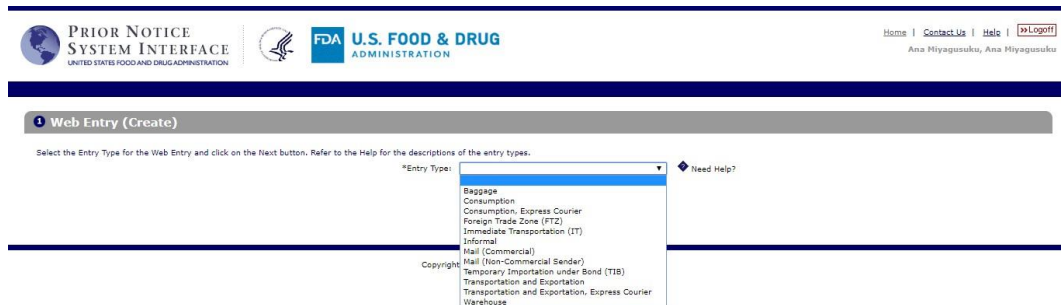 PRIOR NOTICE
SYSTEM INTERFACE
UNITED STATES FOOD AND DRUG ADMINISTRATION
FDA U.S. FOOD & DRUG
ADMINISTRATION
Home | Contact Us | Help | »Logoff
Ana Miyagusuku, Ana Miyagusuku
1 Web Entry (Create)
Select the Entry Type for the Web Entry and click on the Next button. Refer to the Help for the descriptions of the entry types.
*Entry Type: Need Help?
Baggage
Consumption
Consumption, Express Courier
Foreign Trade Zone (FTZ)
Immediate Transportation (IT)
Informal
Mail (Commercial)
Copyright Mail (Non-Commercial Sender)
Temporary Importation under Bond (TIB)
Transportation and Exportation
Transportation and Exportation, Express Courier
Warehouse